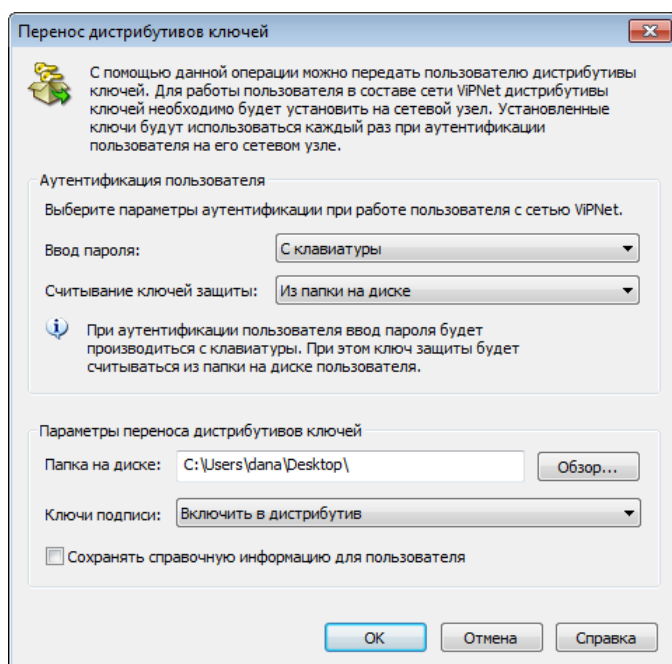 Перенос дистрибутивов ключей
С помощью данной операции можно передать пользователю дистрибутивы
ключей. Для работы пользователя в составе сети ViPNet дистрибутивы
ключей необходимо будет установить на сетевой узел. Установленные
ключи будут использоваться каждый раз при аутентификации
пользователя на его сетевом узле.
Аутентификация пользователя
Выберите параметры аутентификации при работе пользователя с сетью ViPNet.
Ввод пароля: С клавиатуры
Считывание ключей защиты: Из папки на диске
При аутентификации пользователя ввод пароля будет
производиться с клавиатуры. При этом ключ защиты будет
считываться из папки на диске пользователя.
Параметры переноса дистрибутивов ключей
Папка на диске: C:\Users\dana\Desktop\ Обзор...
Ключи подписи: Включить в дистрибутив
Сохранять справочную информацию для пользователя
ОК Отмена Справка